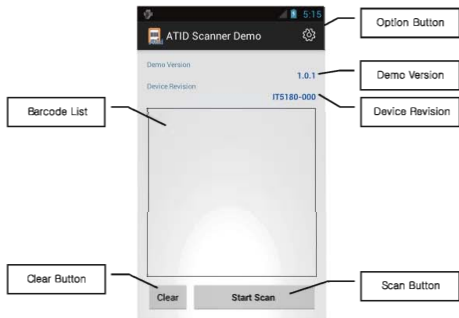 5:15
Option Button
ATID Scanner Demo
Demo Version
1.0.1
Demo Version
Device Revision
IT5180-000
Device Revision
Barcode List
Clear Button
Clear
Start Scan
Scan Button